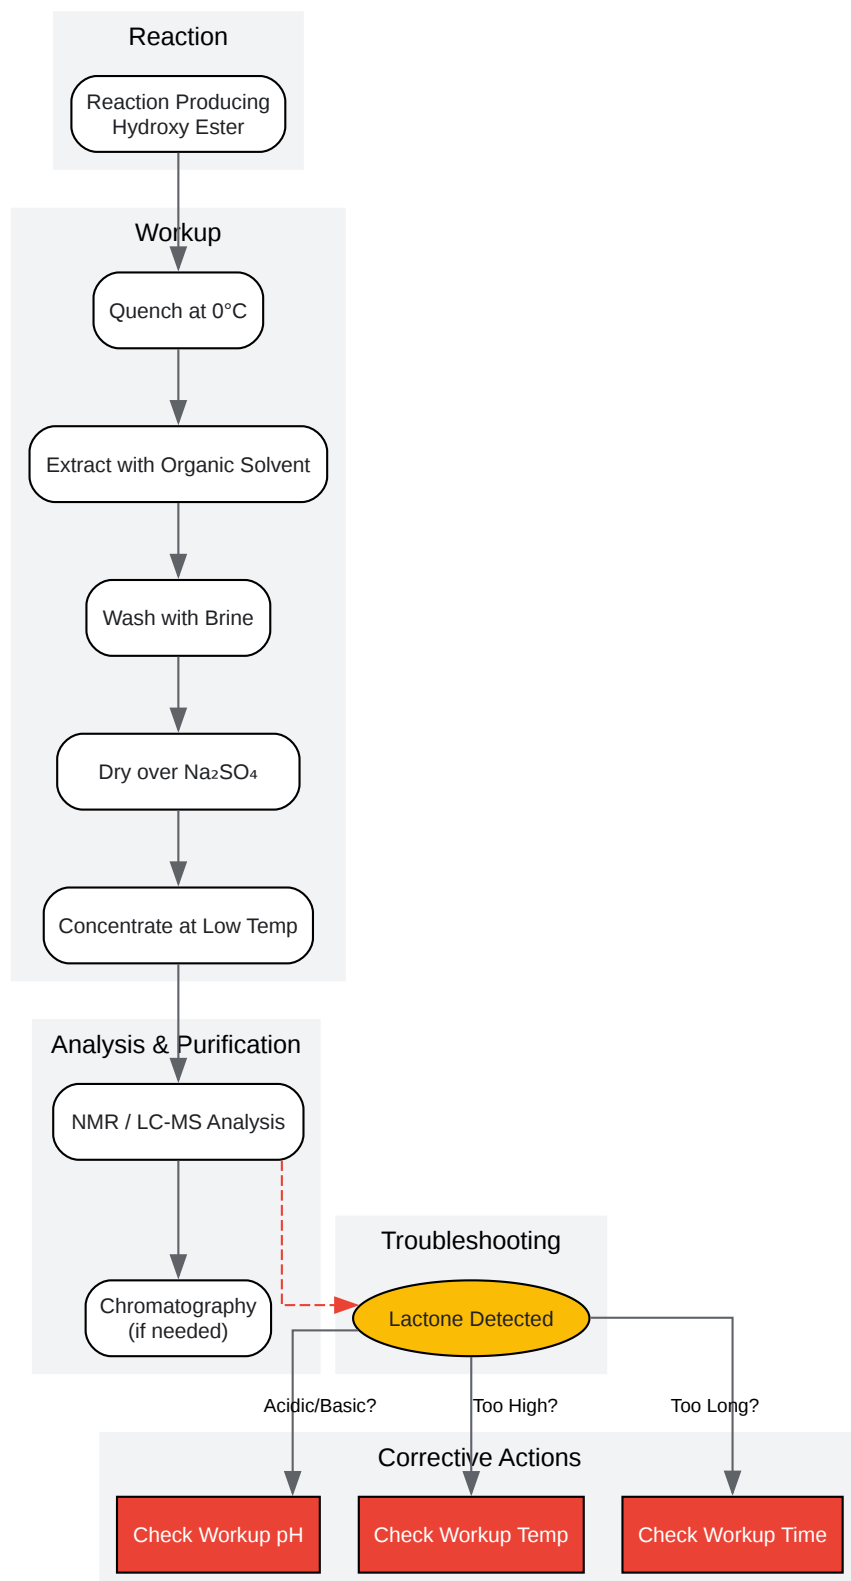 Reaction
Reaction Producing
Hydroxy Ester
Workup
Quench at 0°C
Extract with Organic Solvent
Wash with Brine
Dry over Na₂SO₄
Concentrate at Low Temp
Analysis & Purification
NMR / LC-MS Analysis
Chromatography
(if needed)
Troubleshooting
Lactone Detected
Acidic/Basic?
Too High?
Too Long?
Corrective Actions
Check Workup pH
Check Workup Temp
Check Workup Time